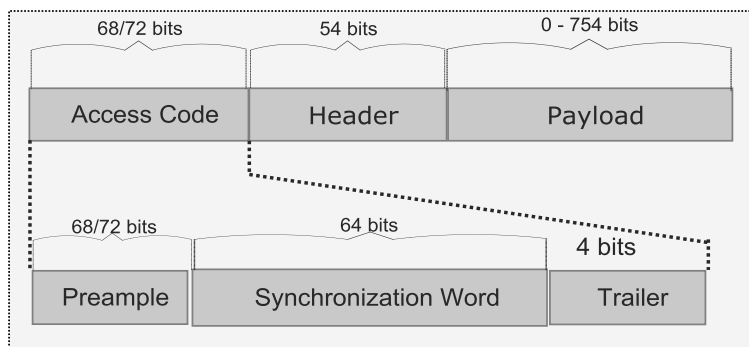 68/72 bits
54 bits
0 - 754 bits
Access Code
Header
Payload
68/72 bits
64 bits
4 bits
Preample
Synchronization Word
Trailer